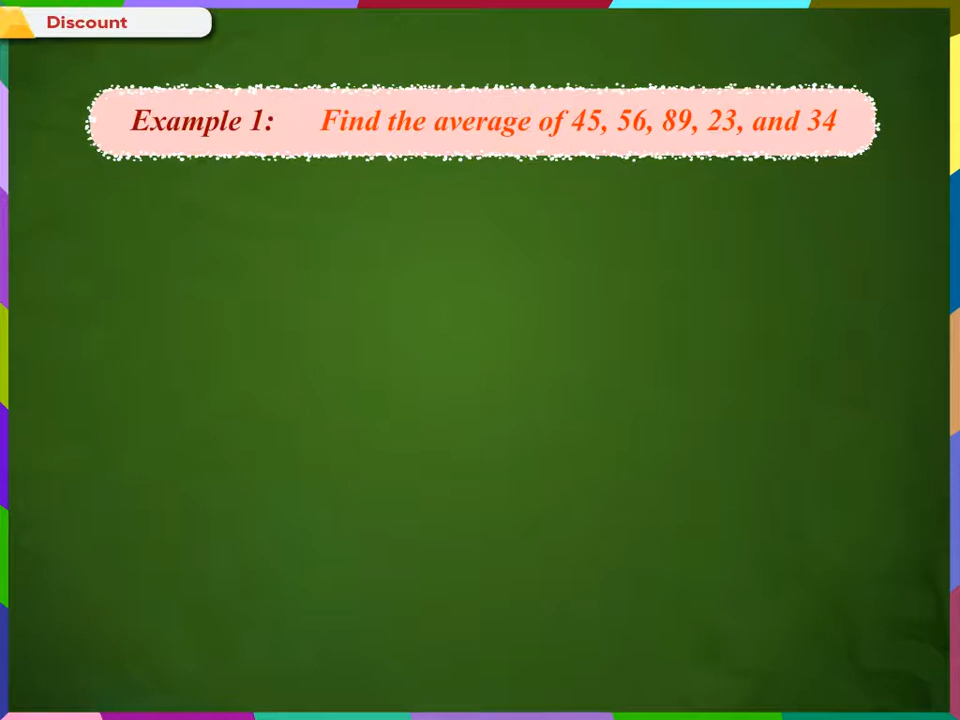 Discount
Example 1: Find the average of 45, 56, 89, 23, and 34